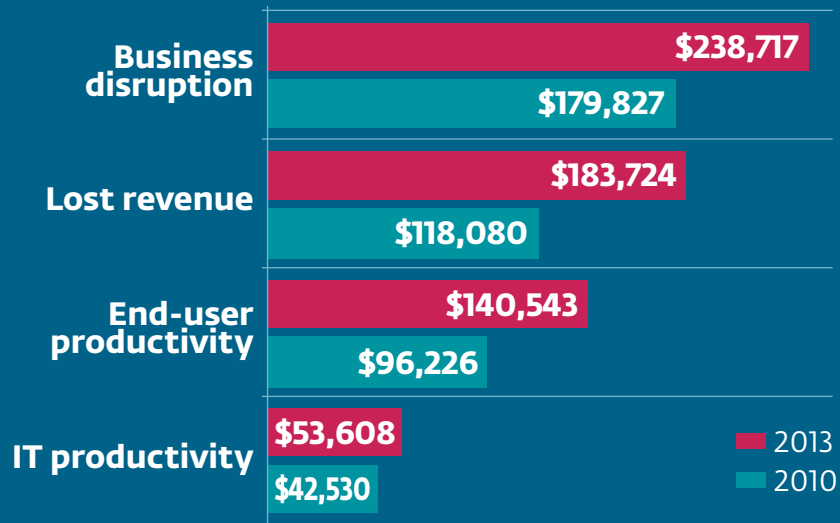 Business
disruption
$238,717
$179,827
Lost revenue
$183,724
$118,080
End-user
productivity
$140,543
$96,226
IT productivity
$53,608
$42,530
2013
2010